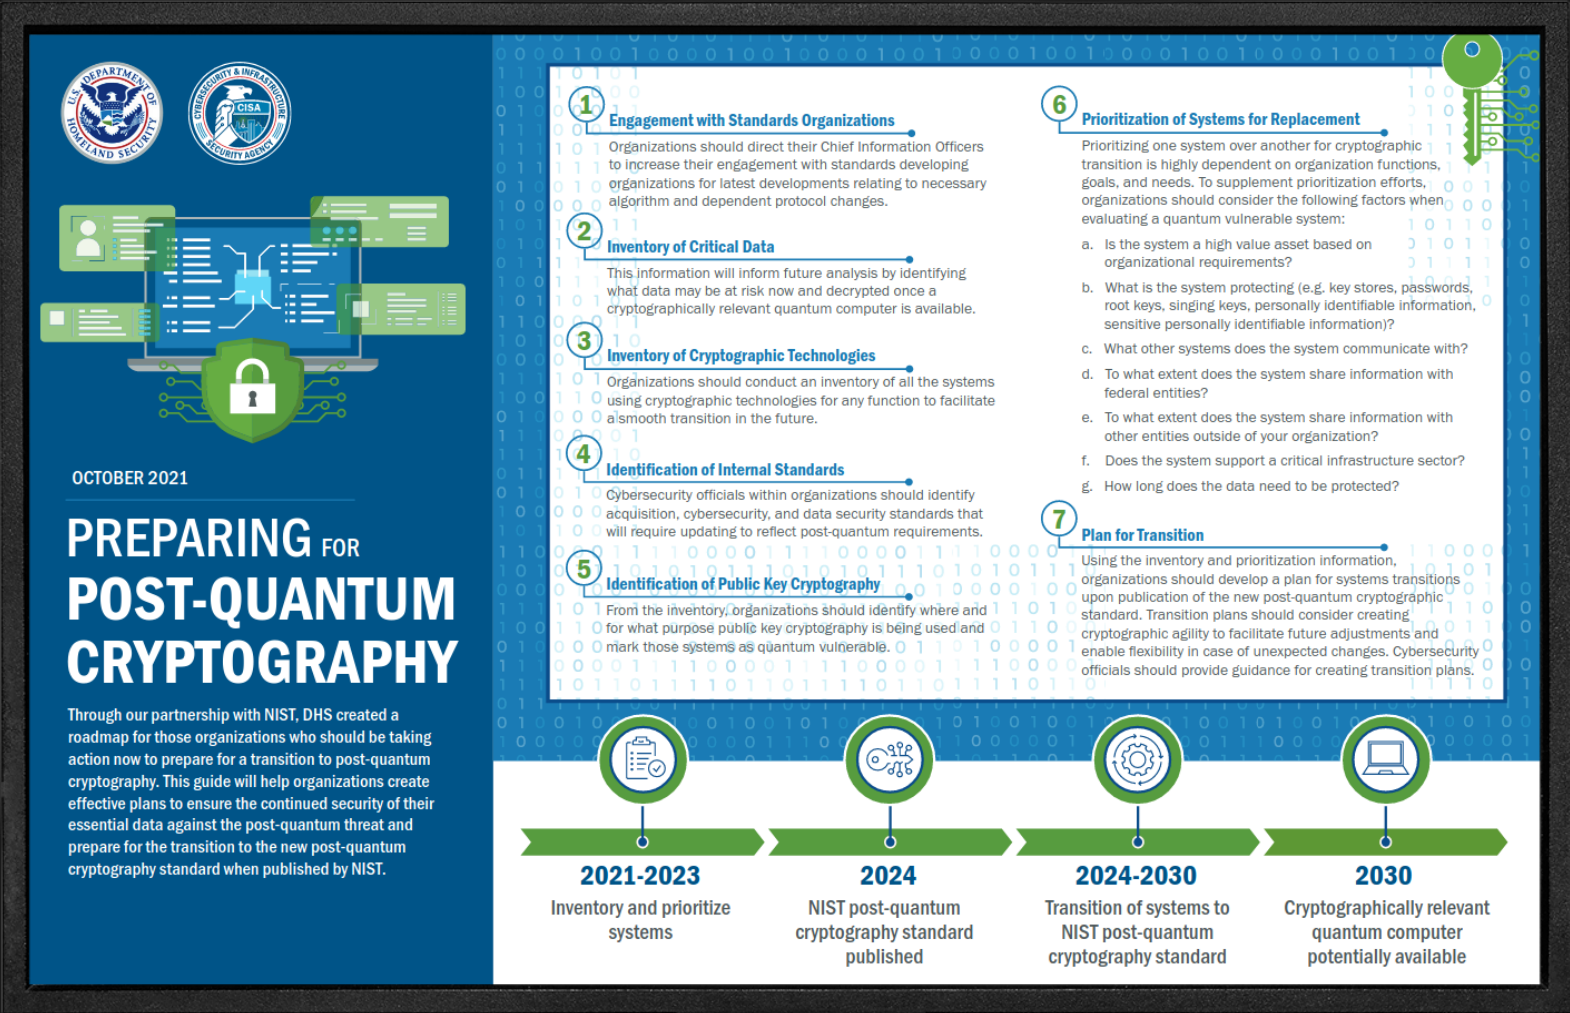 U.S. DEPARTMENT OF HOMELAND SECURITY
CYBERSECURITY & INFRASTRUCTURE SECURITY AGENCY
CISA
OCTOBER 2021
PREPARING FOR
POST-QUANTUM
CRYPTOGRAPHY
Through our partnership with NIST, DHS created a
roadmap for those organizations who should be taking
action now to prepare for a transition to post-quantum
cryptography. This guide will help organizations create
effective plans to ensure the continued security of their
essential data against the post-quantum threat and
prepare for the transition to the new post-quantum
cryptography standard when published by NIST.
1
Engagement with Standards Organizations
Organizations should direct their Chief Information Officers
to increase their engagement with standards developing
organizations for latest developments relating to necessary
algorithm and dependent protocol changes.
2
Inventory of Critical Data
This information will inform future analysis by identifying
what data may be at risk now and decrypted once a
cryptographically relevant quantum computer is available.
3
Inventory of Cryptographic Technologies
Organizations should conduct an inventory of all the systems
using cryptographic technologies for any function to facilitate
a smooth transition in the future.
4
Identification of Internal Standards
Cybersecurity officials within organizations should identify
acquisition, cybersecurity, and data security standards that
will require updating to reflect post-quantum requirements.
5
Identification of Public Key Cryptography
From the inventory, organizations should identify where and
for what purpose public key cryptography is being used and
mark those systems as quantum vulnerable.
6
Prioritization of Systems for Replacement
Prioritizing one system over another for cryptographic
transition is highly dependent on organization functions,
goals, and needs. To supplement prioritization efforts,
organizations should consider the following factors when
evaluating a quantum vulnerable system:
a. Is the system a high value asset based on
organizational requirements?
b. What is the system protecting (e.g. key stores, passwords,
root keys, singing keys, personally identifiable information,
sensitive personally identifiable information)?
c. What other systems does the system communicate with?
d. To what extent does the system share information with
federal entities?
e. To what extent does the system share information with
other entities outside of your organization?
f. Does the system support a critical infrastructure sector?
g. How long does the data need to be protected?
7
Plan for Transition
Using the inventory and prioritization information,
organizations should develop a plan for systems transitions
upon publication of the new post-quantum cryptographic
standard. Transition plans should consider creating
cryptographic agility to facilitate future adjustments and
enable flexibility in case of unexpected changes. Cybersecurity
officials should provide guidance for creating transition plans.
2021-2023
Inventory and prioritize
systems
2024
NIST post-quantum
cryptography standard
published
2024-2030
Transition of systems to
NIST post-quantum
cryptography standard
2030
Cryptographically relevant
quantum computer
potentially available